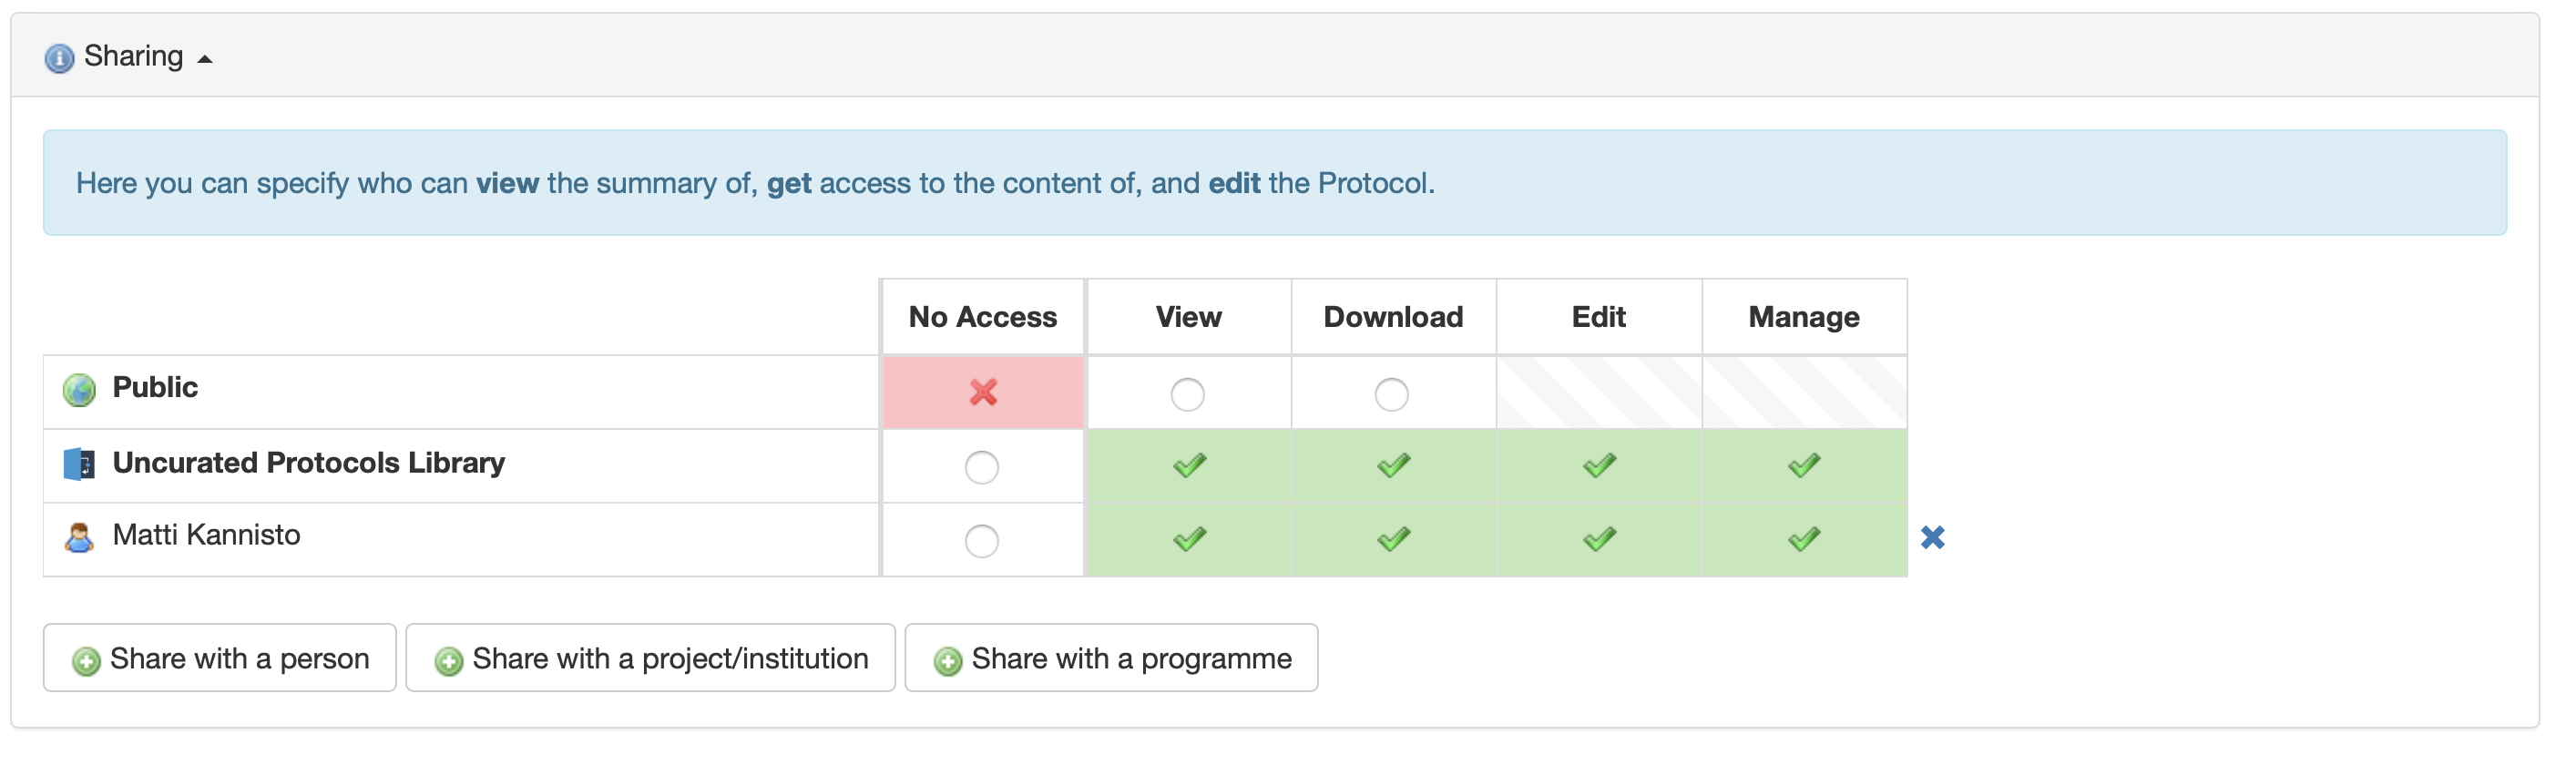 Sharing
Here you can specify who can view the summary of, get access to the content of, and edit the Protocol.
No Access View Download Edit Manage
Public
Uncurated Protocols Library
Matti Kannisto
Share with a person Share with a project/institution Share with a programme